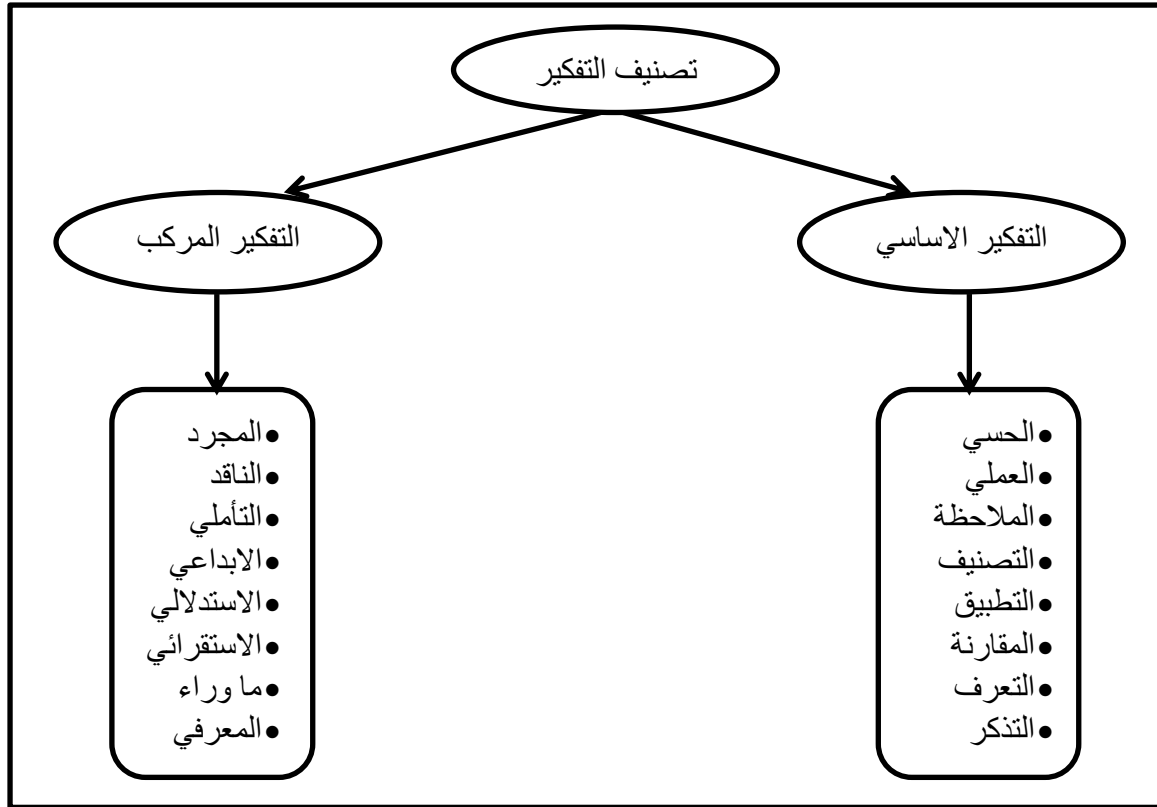 تصنيف التفكير
التفكير الاساسي
•الحسي
•العملي
•الملاحظة
•التصنيف
•التطبيق
•المقارنة
•التعرف
•التذكر
التفكير المركب
•المجرد
•الناقد
•التأملي
•الابداعي
•الاستدلالي
•الاستقرائي
•ما وراء
•المعرفي